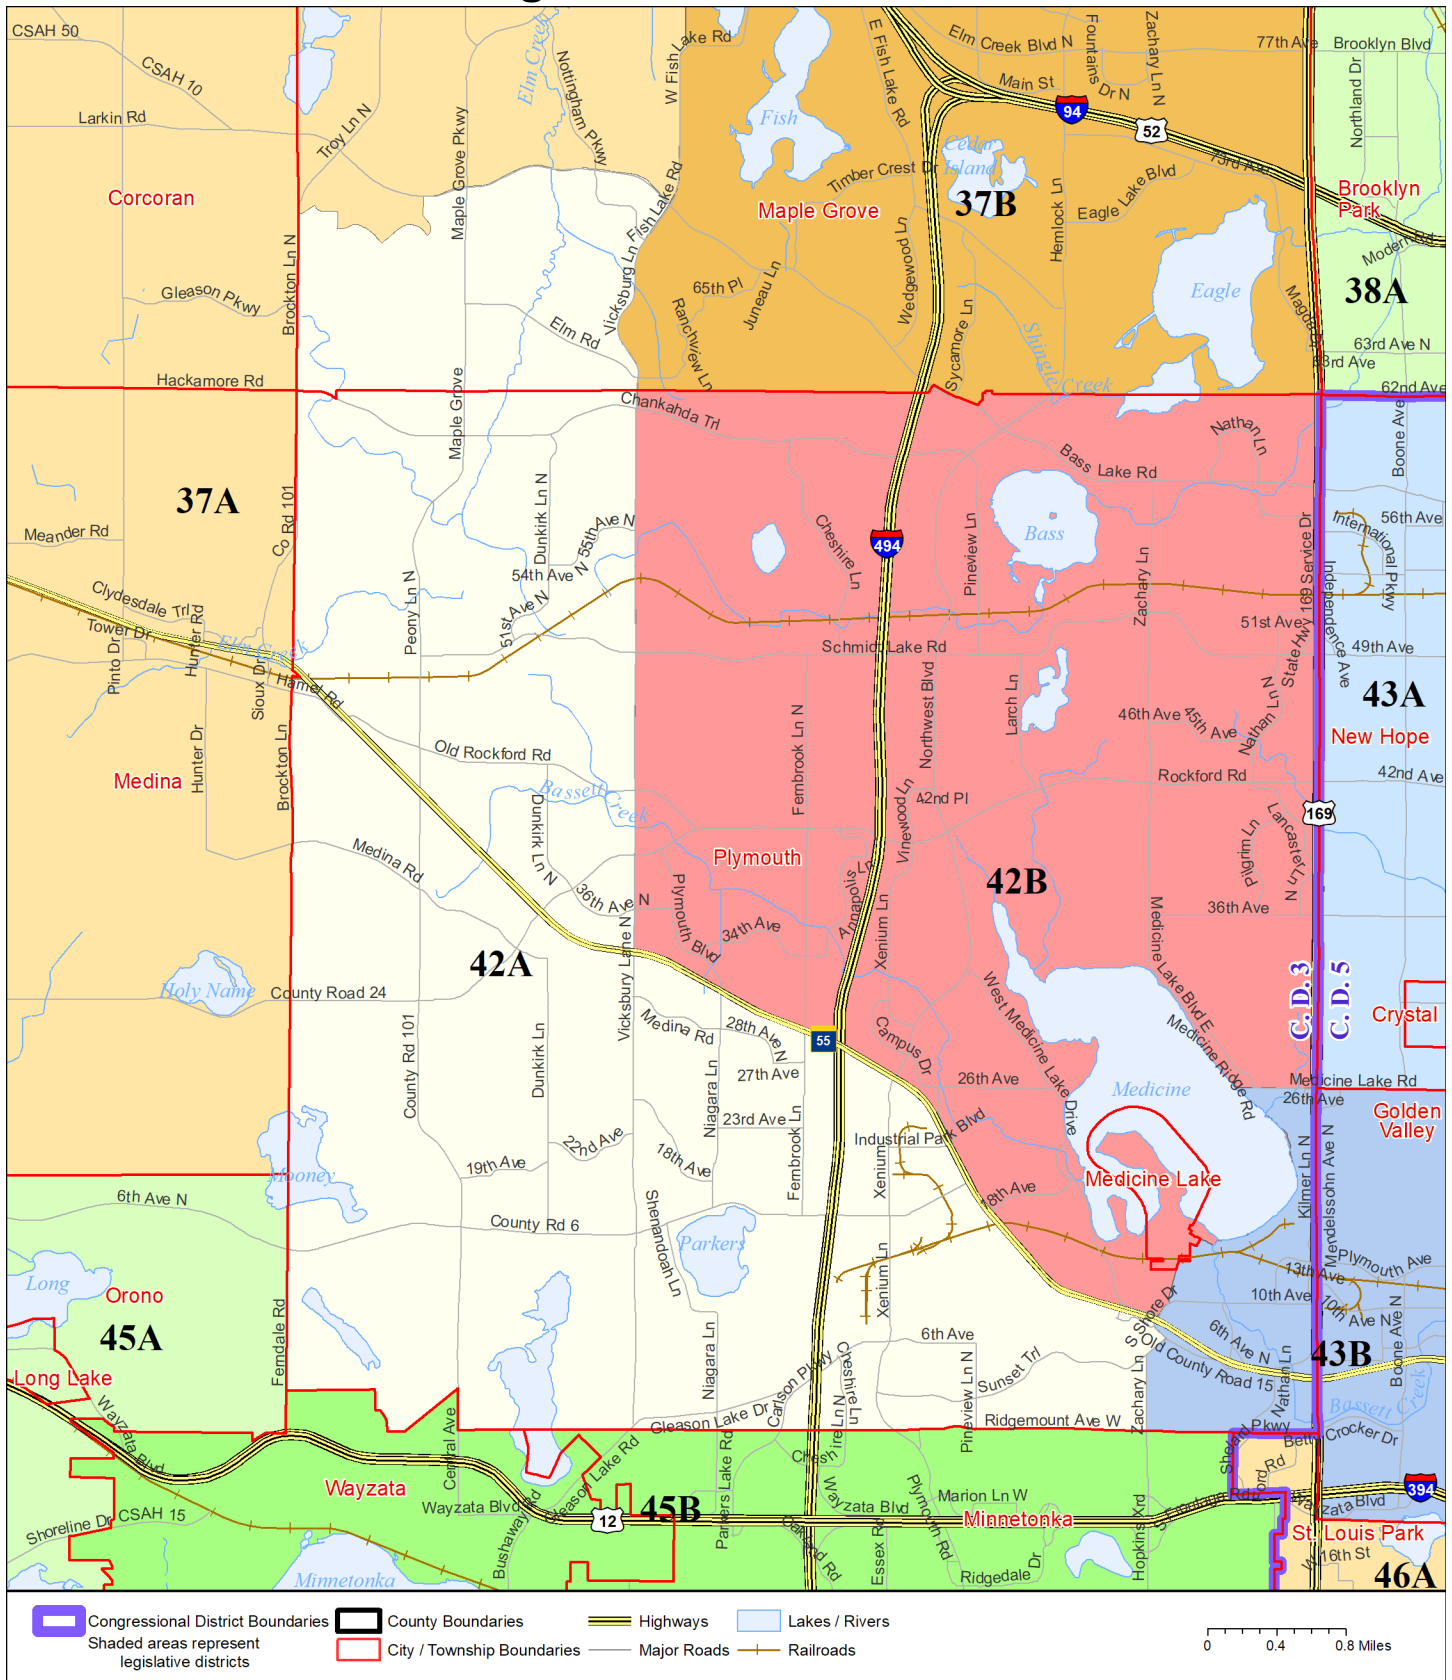 CSAH 50
CSAH 10
Larkin Rd
Troy Ln N
Maple Grove Pkwy
Elm Creek
Nottingham Pkwy
W Fish Lake Rd
E Fish Lake Rd
Elm Creek Blvd N
Fountains Dr N
Zachary Ln N
77th Ave
Brooklyn Blvd
Main St
94
52
Northland Dr
Fish
Cedar
Island
73rd Ave
Timber Crest Dr
Eagle Lake Blvd
Hemlock Ln
37B
Corcoran
Maple Grove
Brooklyn
Park
Modern Rd
Fish Lake Rd
Vicksburg Ln
Brockton Ln N
Gleason Pkwy
Elm Rd
65th Pl
Juneau Ln
Ranchview Ln
Wedgewood Ln
Sycamore Ln
Shingle Creek
Eagle
Magda Dr
38A
63rd Ave N
63rd Ave
62nd Ave
Hackamore Rd
Maple Grove
Chankahda Trl
Nathan Ln
Bass Lake Rd
Boone Ave
37A
Meander Rd
Co Rd 101
Dunkirk Ln N
55th Ave N
54th Ave N
51st Ave N
Cheshire Ln
494
Pineview Ln
Bass
Zachary Ln
State Hwy 169 Service Dr
International Pkwy
56th Ave
Independence Ave
Clydesdale Trl
Tower Dr
Hunter Rd
Pinto Dr
Elm Creek
Sioux Dr
Hamel Rd
Peony Ln N
Schmidt Lake Rd
51st Ave
49th Ave
43A
New Hope
42nd Ave
Medina
Hunter Dr
Brockton Ln
Old Rockford Rd
Bassett Creek
Fernbrook Ln N
Northwest Blvd
Larch Ln
46th Ave
45th Ave
Nathan Ln N
Rockford Rd
42nd Pl
Vinewood Ln
169
Medina Rd
Dunkirk Ln N
36th Ave N
Plymouth
Plymouth Blvd
34th Ave
Annapolis Ln
Xenium Ln
42B
Pilgrim Ln
Lancaster Ln N
36th Ave
42A
Vicksbury Lane N
Holy Name
County Road 24
County Rd 101
Dunkirk Ln
Medina Rd
28th Ave N
27th Ave
55
Campus Dr
West Medicine Lake Drive
Medicine Lake Blvd E
Medicine Ridge Rd
C. D. 3
C. D. 5
Crystal
Medicine Lake Rd
26th Ave
26th Ave
Medicine
Golden
Valley
Niagara Ln
23rd Ave
22nd Ave
19th Ave
18th Ave
Fernbrook Ln
Industrial Park Blvd
Xenium
18th Ave
Medicine Lake
Kilmer Ln N
Mendelssohn Ave N
Mooney
6th Ave N
County Rd 6
Shenandoah Ln
Parkers
Xenium Ln
Plymouth Ave
13th Ave
10th Ave
10th Ave N
Long
Orono
45A
Long Lake
Ferndale Rd
Niagara Ln
Carlson Pkwy
Cheshire Ln
6th Ave
Sunset Trl
Pineview Ln N
S Shore Dr
Old County Road 15
6th Ave N
Nathan Ln
43B
Boone Ave N
Bassett Creek
Wayzata Blvd
Central Ave
Gleason Lake Dr
Ridgemount Ave W
Zachary Ln
Shelard Pkwy
Betty Crocker Dr
Wayzata
Wayzata Blvd
Gleason Lake Rd
Bushaway Rd
12
45B
Parkers Lake Rd
Oakland Rd
Wayzata Blvd
Essex Rd
Plymouth Rd
Marion Ln W
Minnetonka
Ridgedale Dr
Hopkins Xrd
Wayzata Blvd
394
St. Louis Park
W 16th St
46A
Shoreline Dr
CSAH 15
Minnetonka
Congressional District Boundaries
Shaded areas represent
legislative districts
County Boundaries
City / Township Boundaries
Highways
Major Roads
Lakes / Rivers
Railroads
0 0.4 0.8 Miles